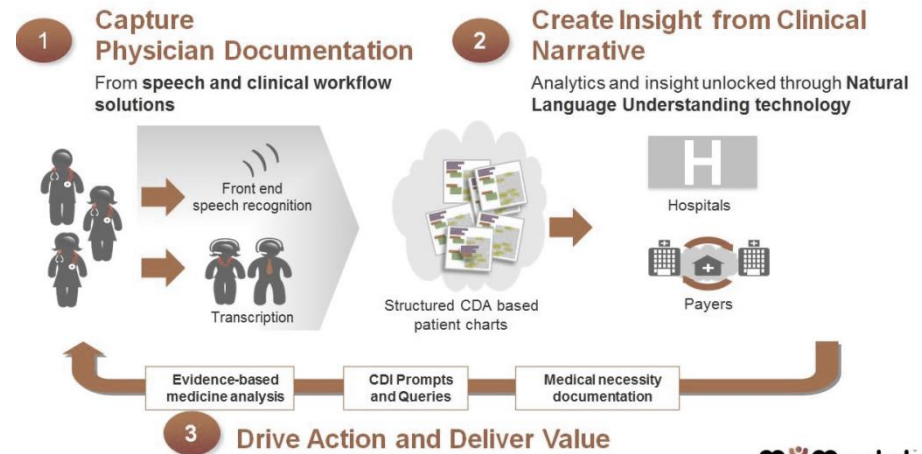 1
Capture
Physician Documentation
From speech and clinical workflow
solutions
2
Create Insight from Clinical
Narrative
Analytics and insight unlocked through Natural
Language Understanding technology
Front end
speech recognition
Transcription
Structured CDA based
patient charts
H
Hospitals
Payers
Evidence-based
medicine analysis
CDI Prompts
and Queries
Medical necessity
documentation
3
Drive Action and Deliver Value